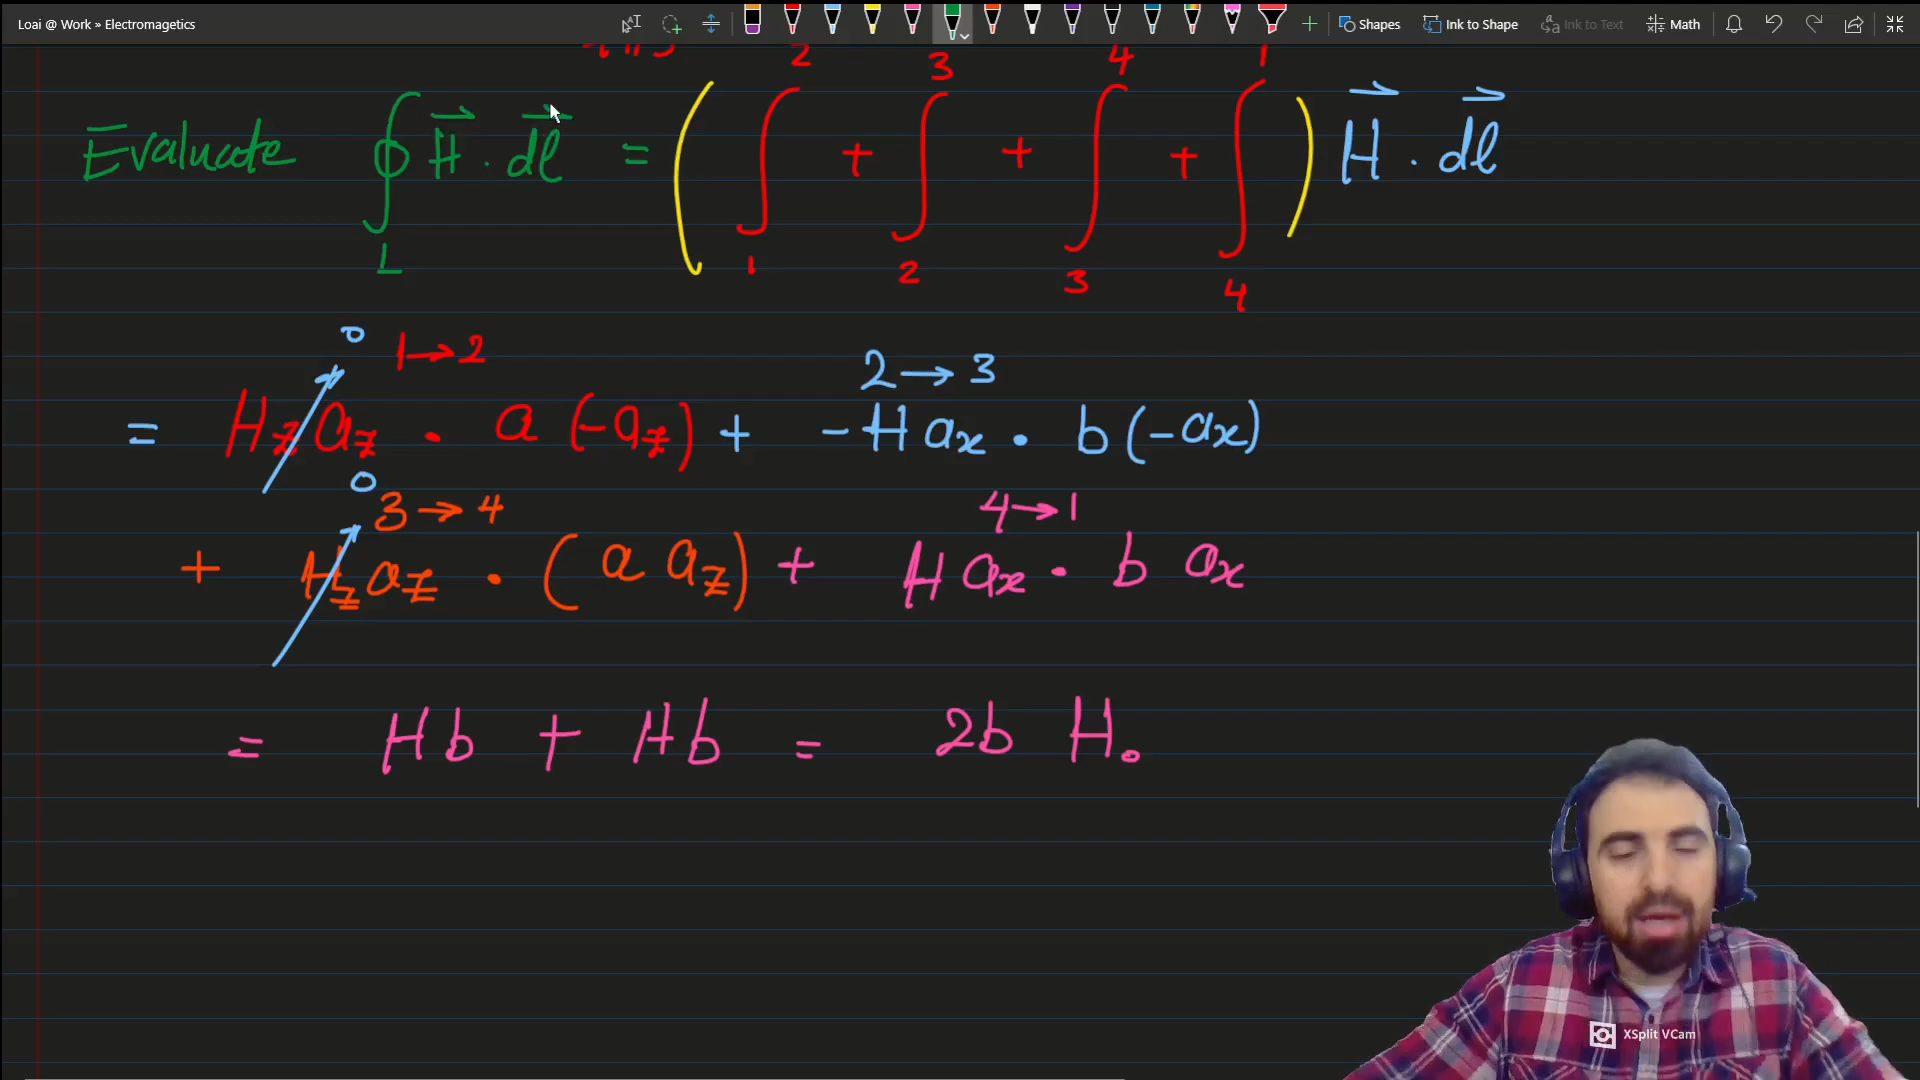 Loai @ Work » Electromagetics
Shapes Ink to Shape Ink to Text Math
2 3 4 1
Evaluate ∮ H⃗ . dl⃗ = ( ∫ + ∫ + ∫ + ∫ ) H⃗ . dl⃗
L 1 2 3 4
0 1→2 2→3
= Hz az . a (-az) + -H ax . b (-ax)
0 3→4 4→1
+ Hz az . (a az) + H ax . b ax
= Hb + Hb = 2b H.
XSplit VCam